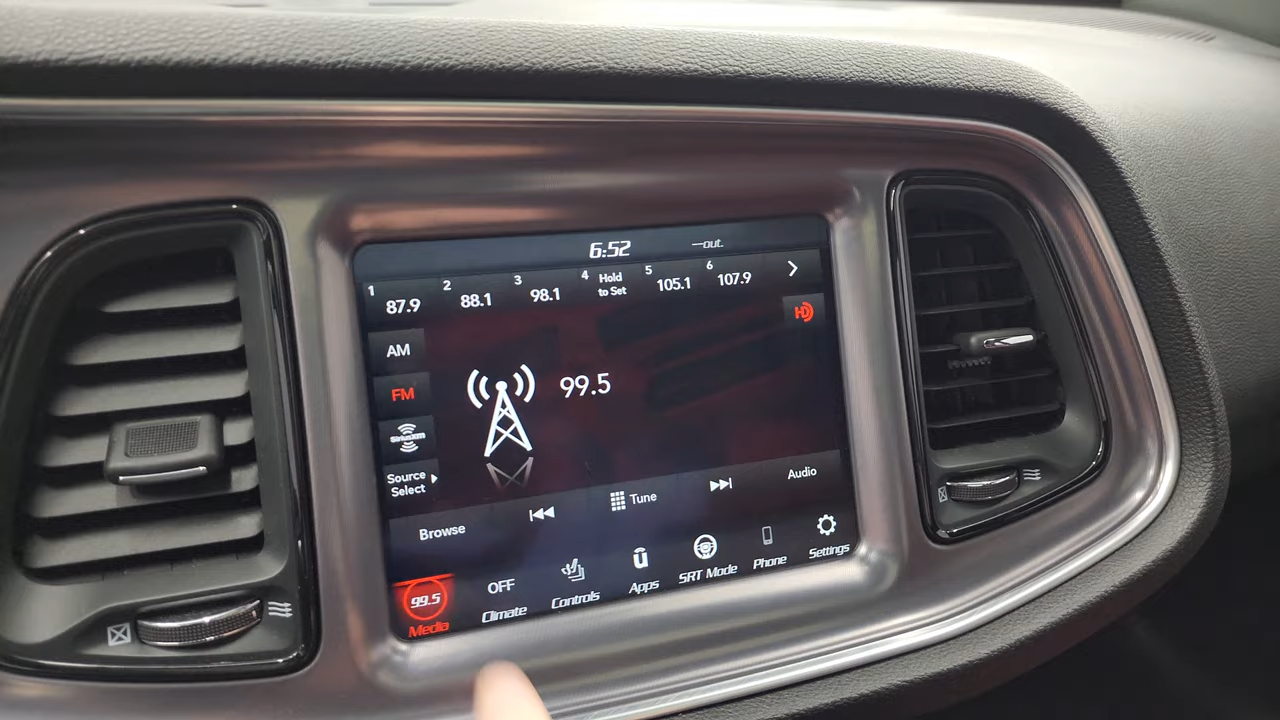 6:52 —out.
1 87.9 2 88.1 3 98.1 4 Hold to Set 5 105.1 6 107.9
HD
AM
FM
99.5
SiriusXM
Source
Select
Browse Tune Audio
99.5 OFF
Media Climate Controls Apps SRT Mode Phone Settings